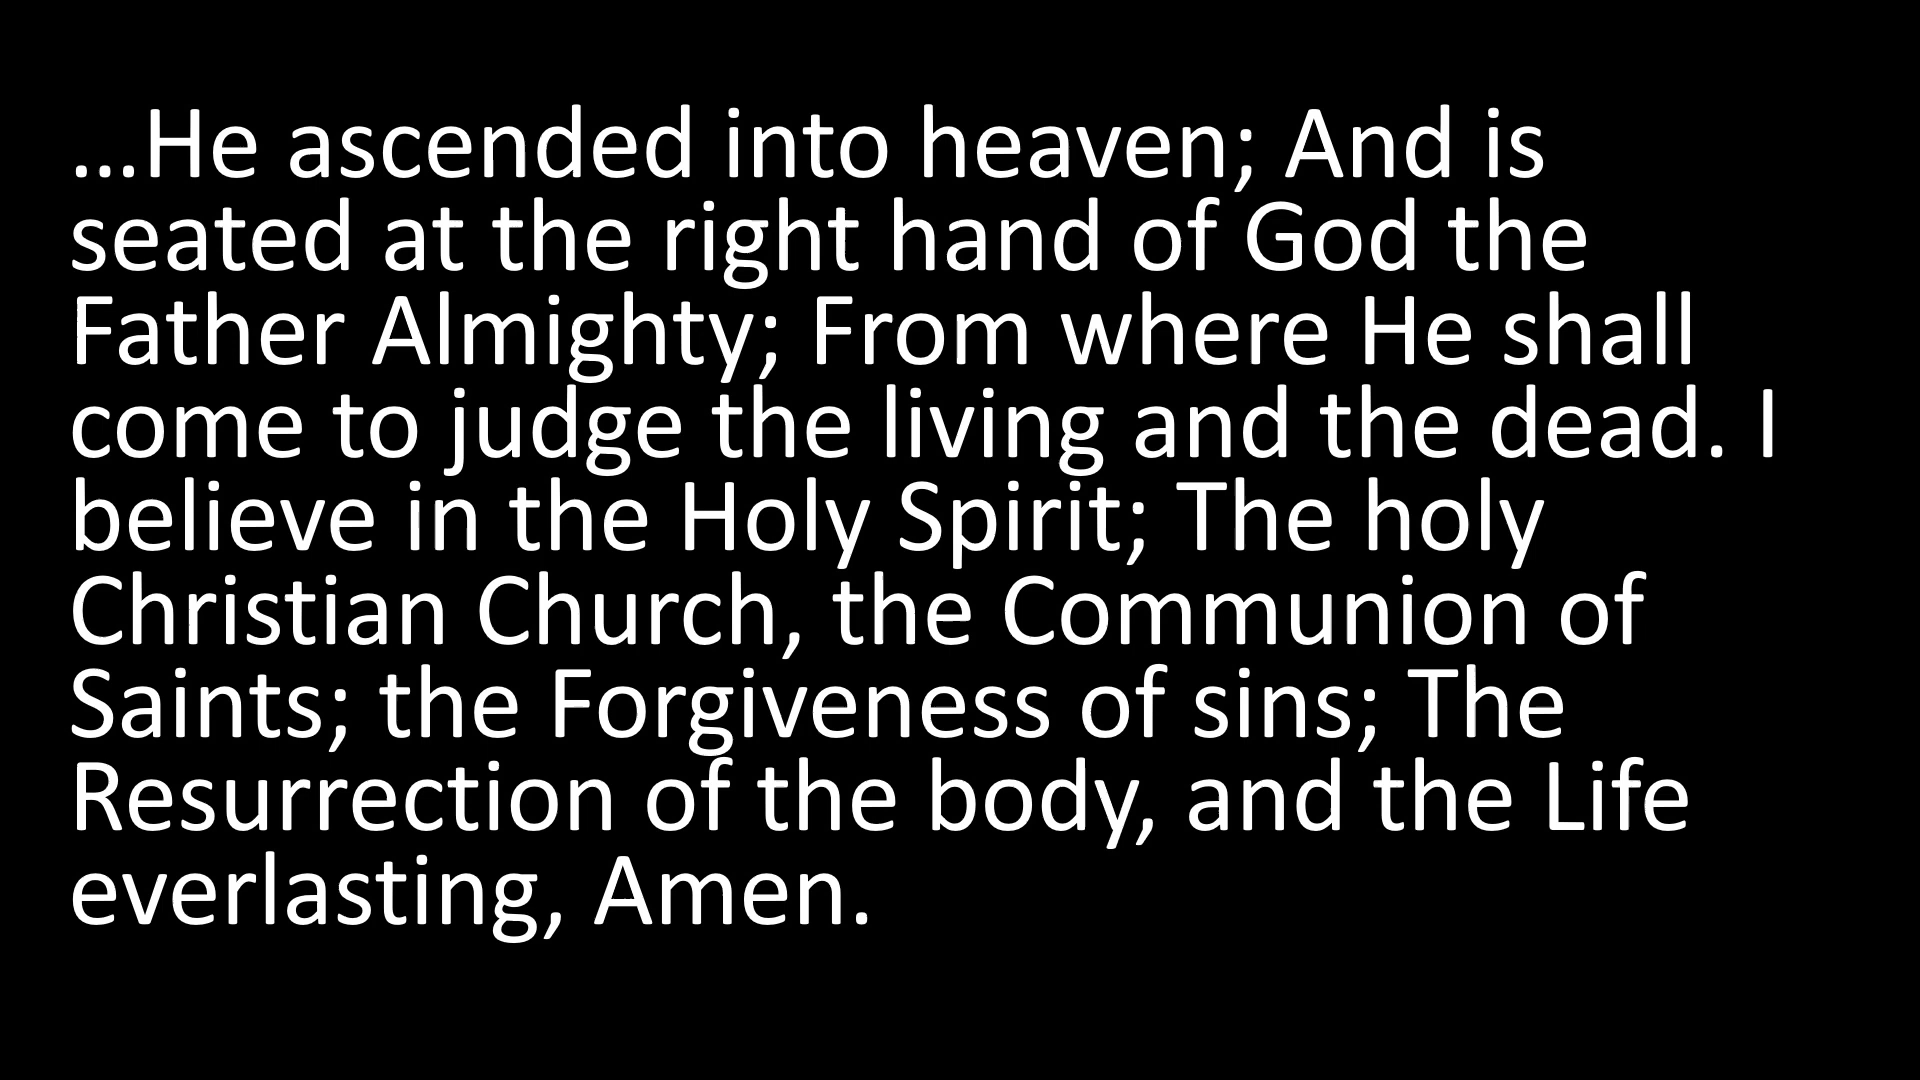 …He ascended into heaven; And is
seated at the right hand of God the
Father Almighty; From where He shall
come to judge the living and the dead. I
believe in the Holy Spirit; The holy
Christian Church, the Communion of
Saints; the Forgiveness of sins; The
Resurrection of the body, and the Life
everlasting, Amen.